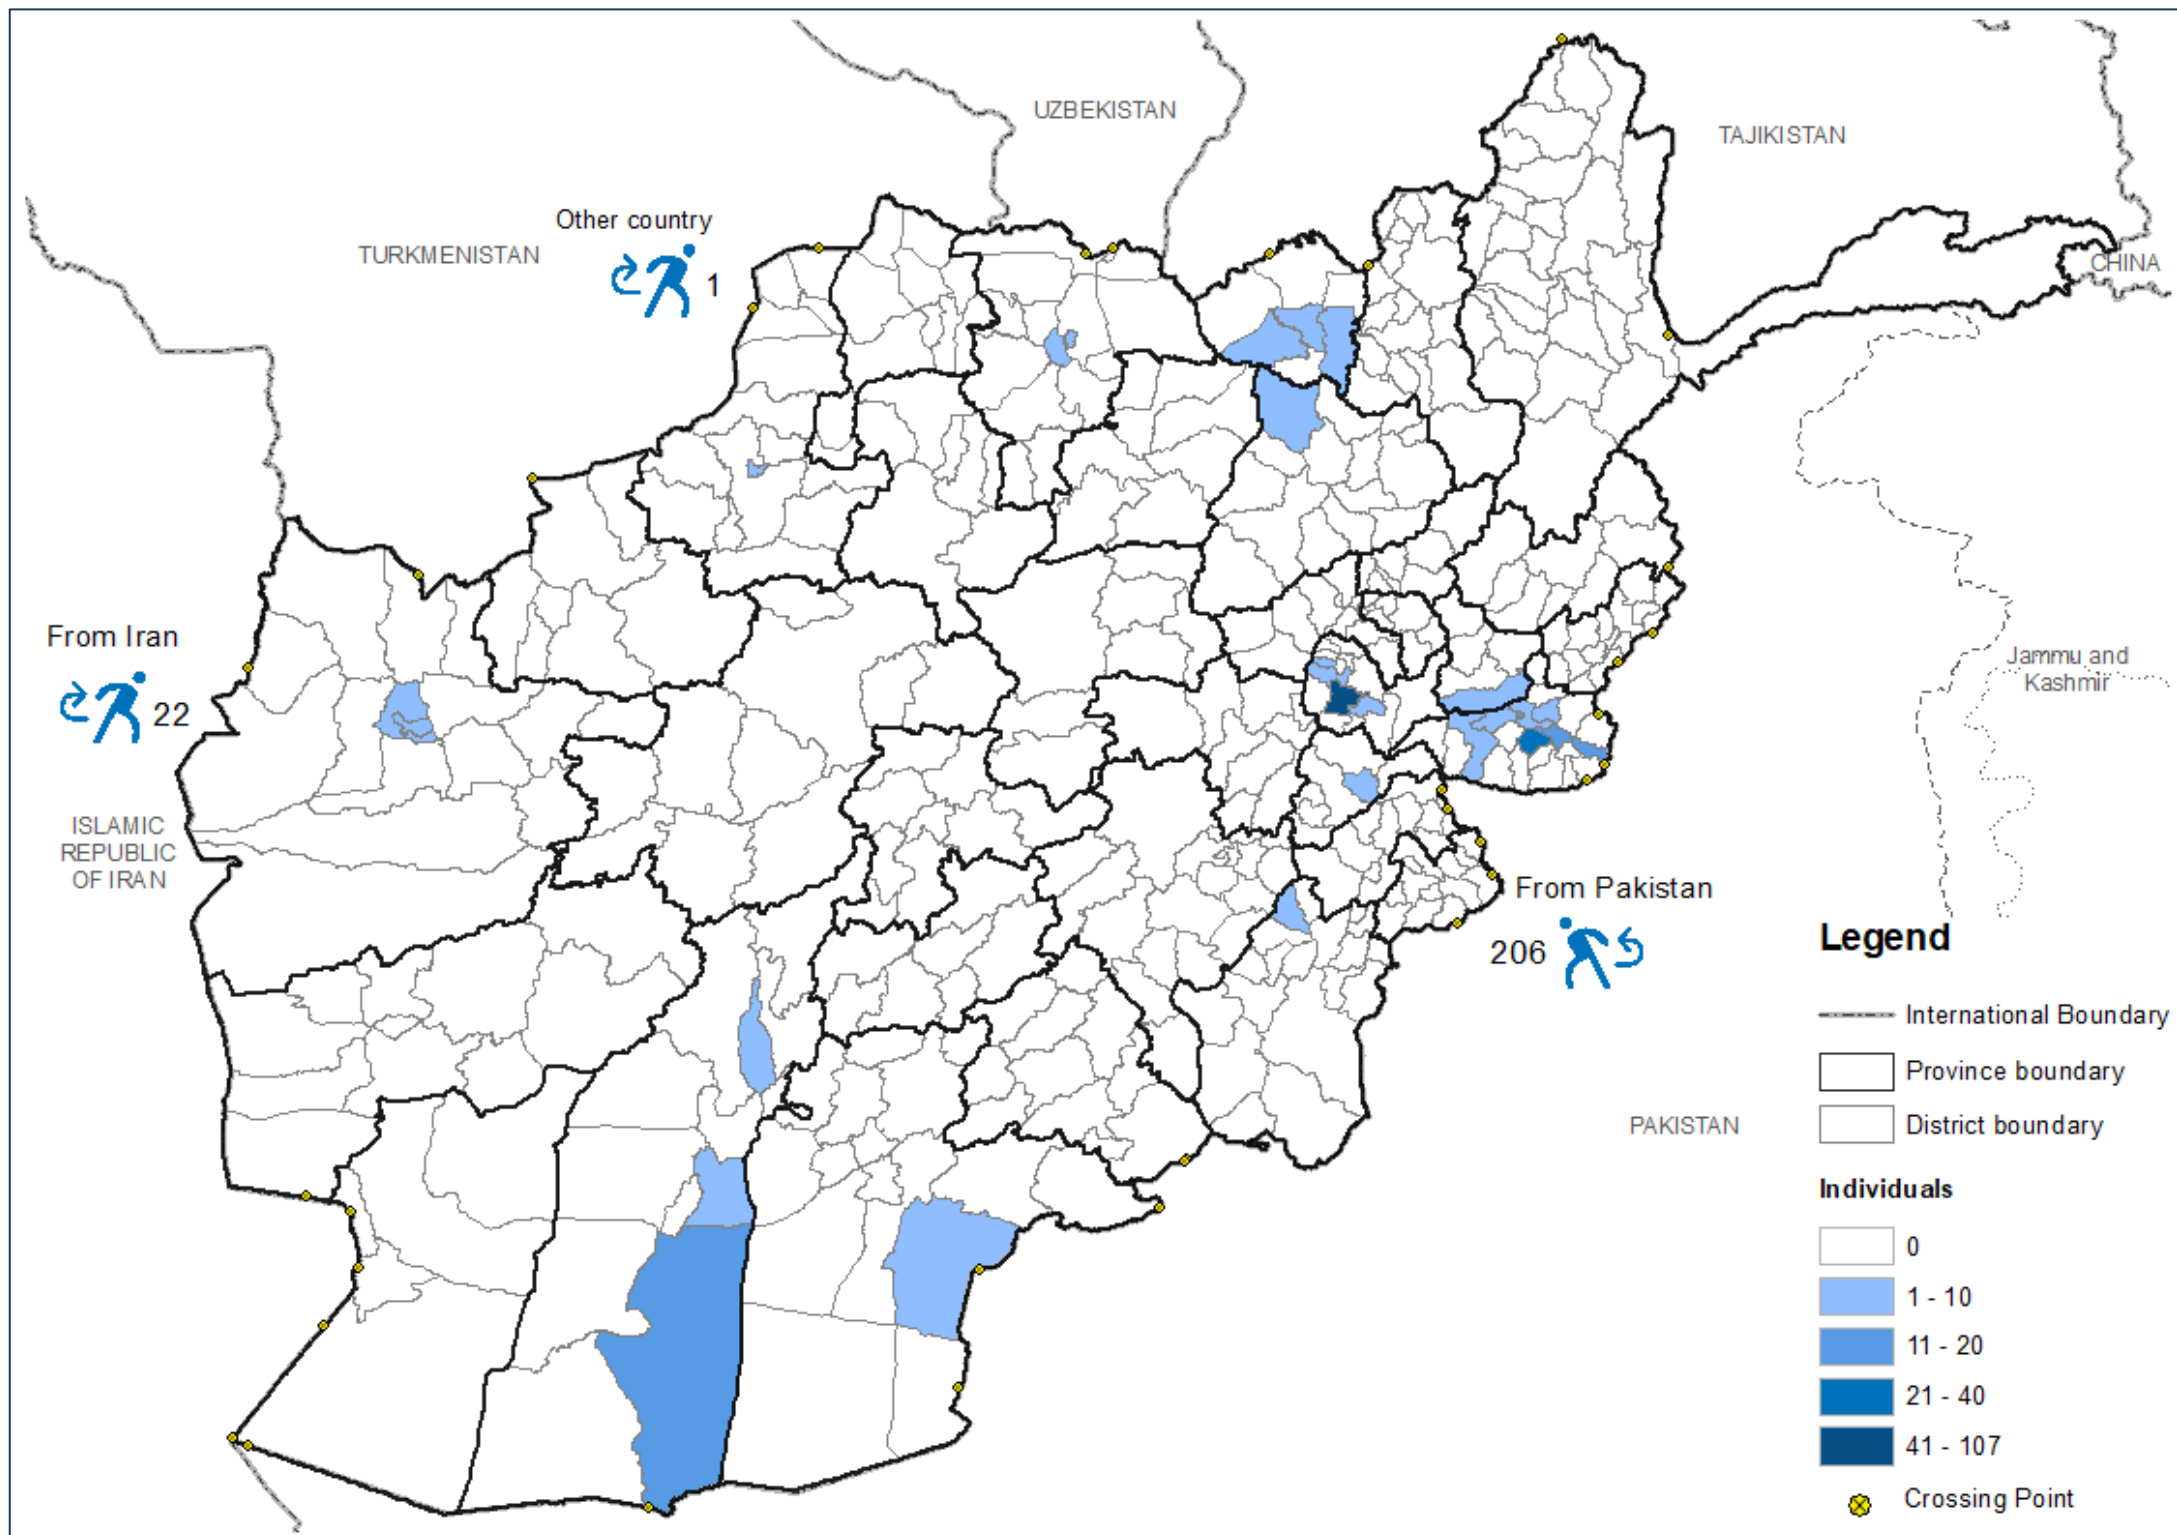 UZBEKISTAN
TAJIKISTAN
Other country
1
TURKMENISTAN
CHINA
From Iran
22
Jammu and
Kashmir
ISLAMIC
REPUBLIC
OF IRAN
From Pakistan
206
PAKISTAN
Legend
International Boundary
Province boundary
District boundary
Individuals
0
1 - 10
11 - 20
21 - 40
41 - 107
Crossing Point